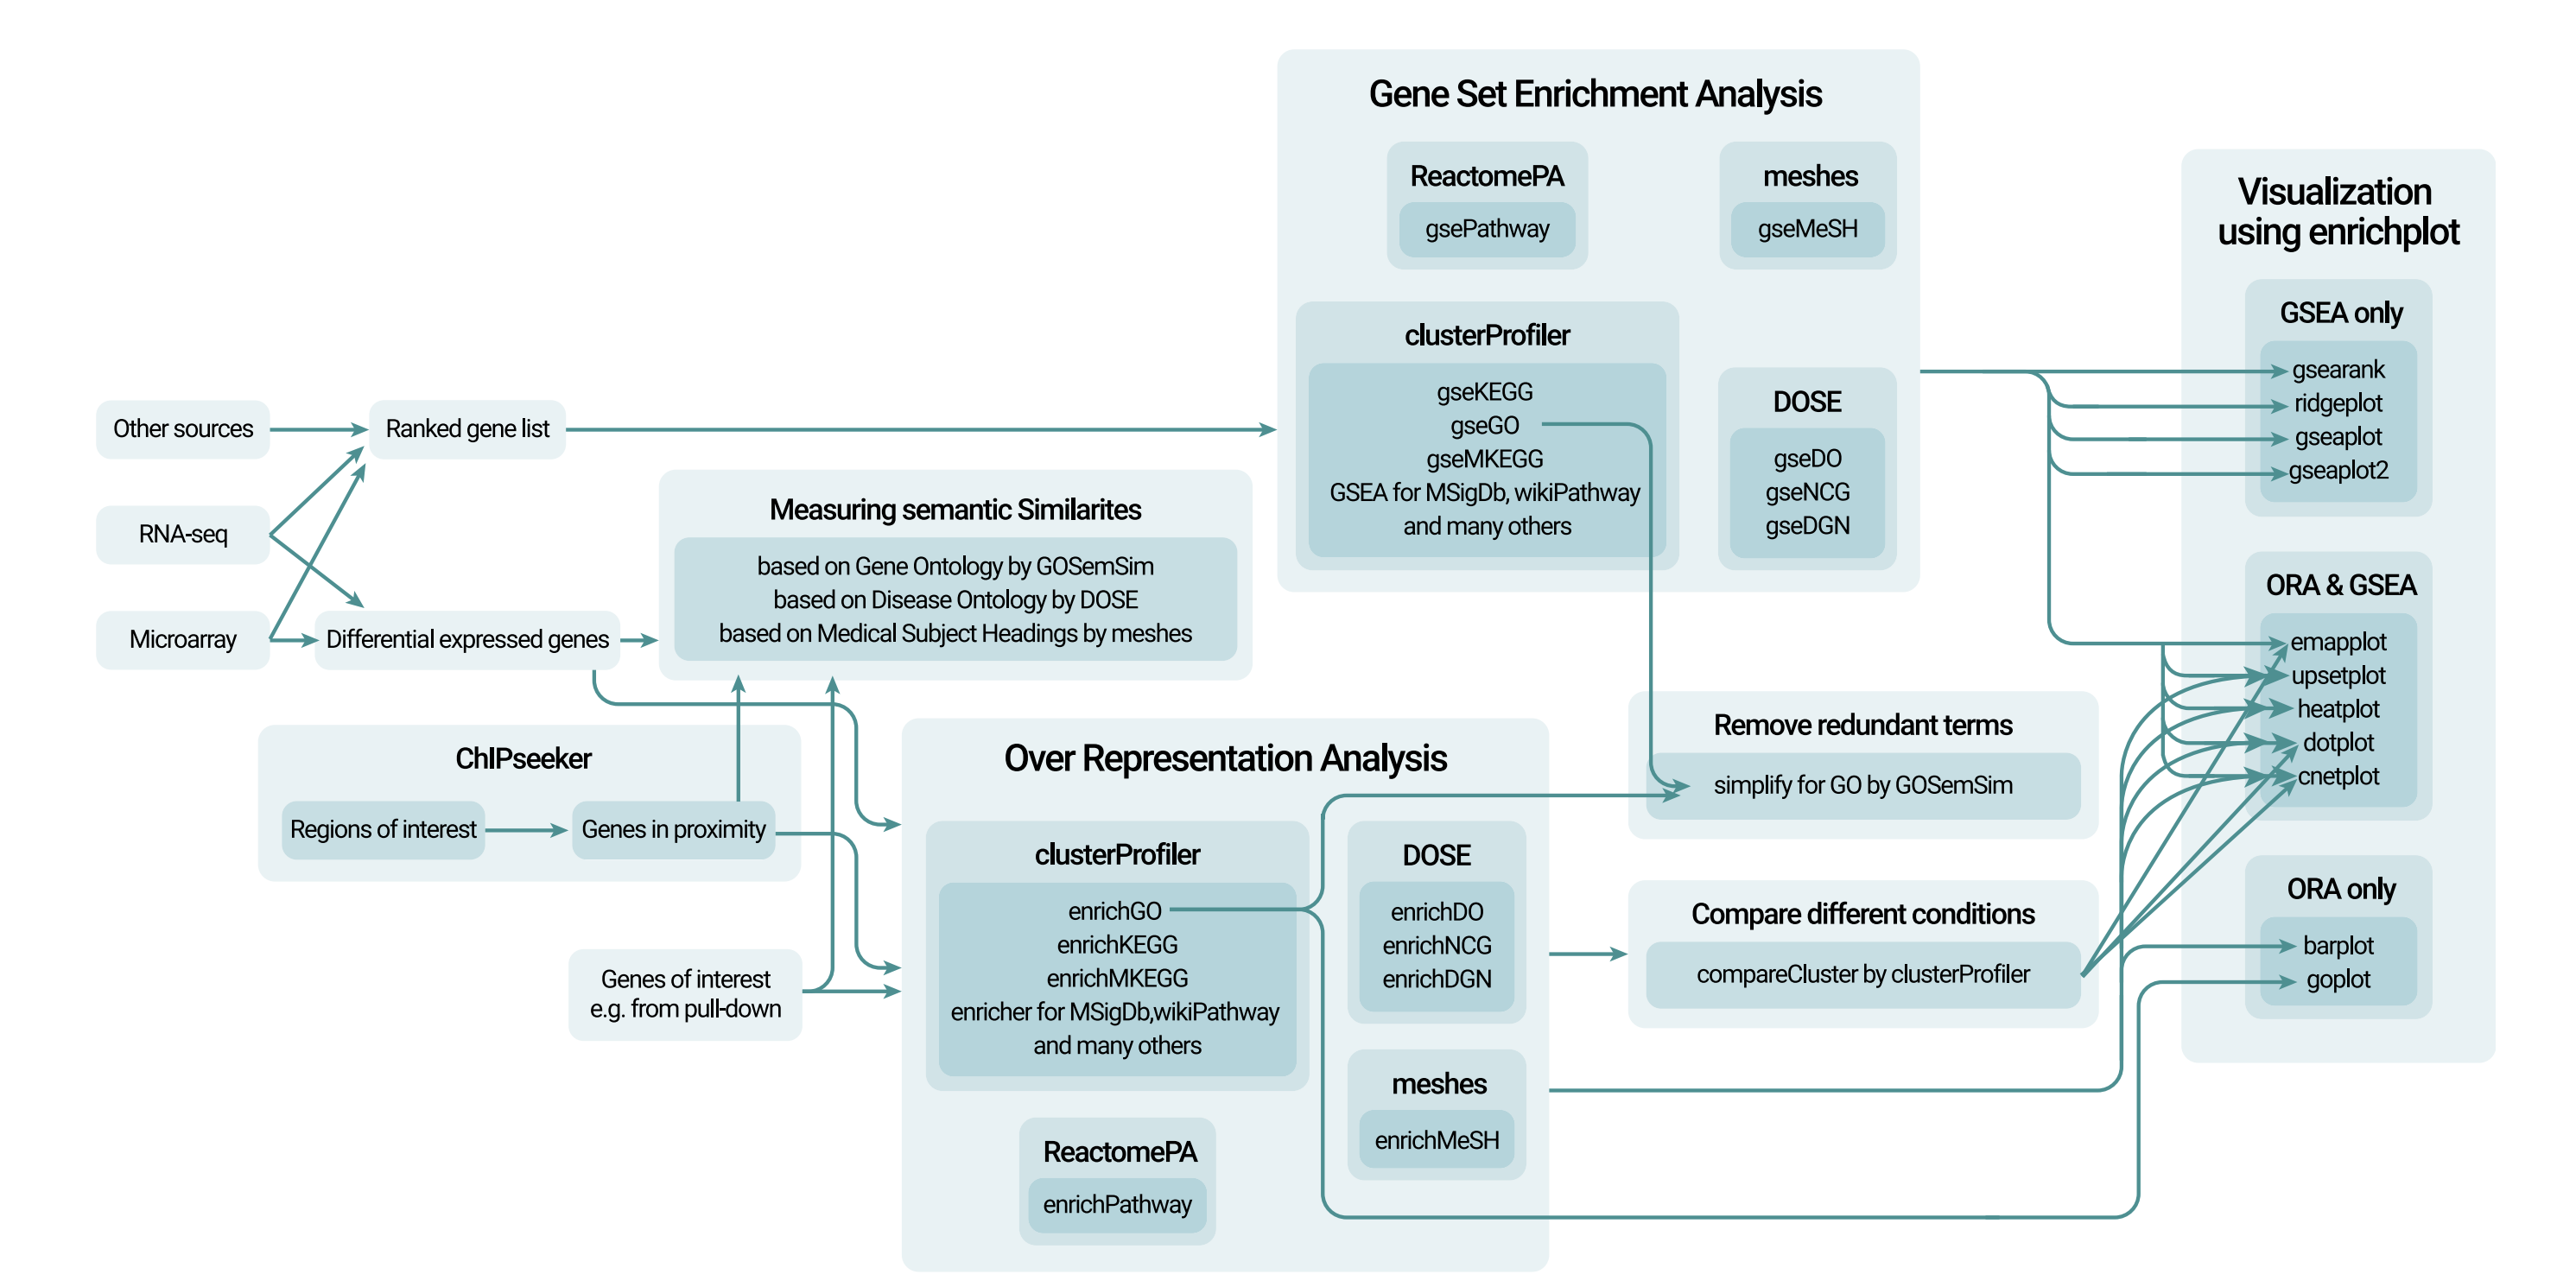 Gene Set Enrichment Analysis
ReactomePA
gsePathway
meshes
gseMeSH
clusterProfiler
gseKEGG
gseGO
gseMKEGG
GSEA for MSigDb, wikiPathway
and many others
DOSE
gseDO
gseNCG
gseDGN
Visualization
using enrichplot
GSEA only
gsearank
ridgeplot
gseaplot
gseaplot2
ORA & GSEA
emapplot
upsetplot
heatplot
dotplot
cnetplot
ORA only
barplot
goplot
Other sources
Ranked gene list
RNA-seq
Microarray
Differential expressed genes
Measuring semantic Similarites
based on Gene Ontology by GOSemSim
based on Disease Ontology by DOSE
based on Medical Subject Headings by meshes
ChIPseeker
Regions of interest
Genes in proximity
Genes of interest
e.g. from pull-down
Over Representation Analysis
clusterProfiler
enrichGO
enrichKEGG
enrichMKEGG
enricher for MSigDb,wikiPathway
and many others
DOSE
enrichDO
enrichNCG
enrichDGN
meshes
enrichMeSH
ReactomePA
enrichPathway
Remove redundant terms
simplify for GO by GOSemSim
Compare different conditions
compareCluster by clusterProfiler